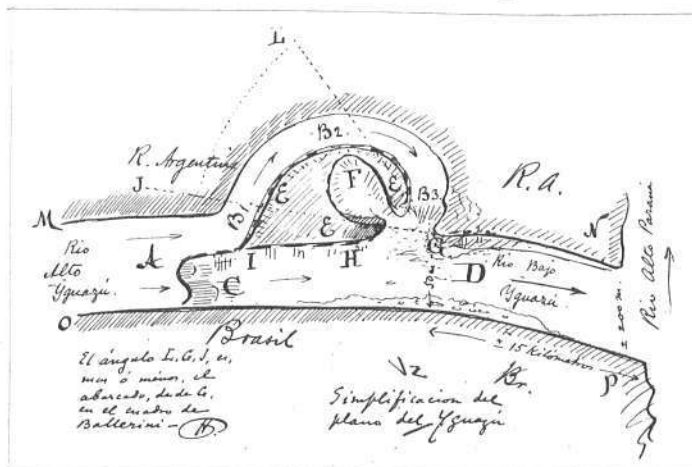 L
B2
R. Argentina
J
E
F
E
B3
R. A.
M
B1
E
N
Rio
Alto
Yguazú.
A
C
I
H
G
D
Rio Bajo
Yguazú.
Rio Alto Paraná
± 200 m.
O
Brasil
± 15 Kilómetros
Br.
P
El ángulo L. G. J, es,
mas ó menos, el
abarcado, desde G.
en el cuadro de
Ballerini —
Simplificacion del
plano del Yguazú